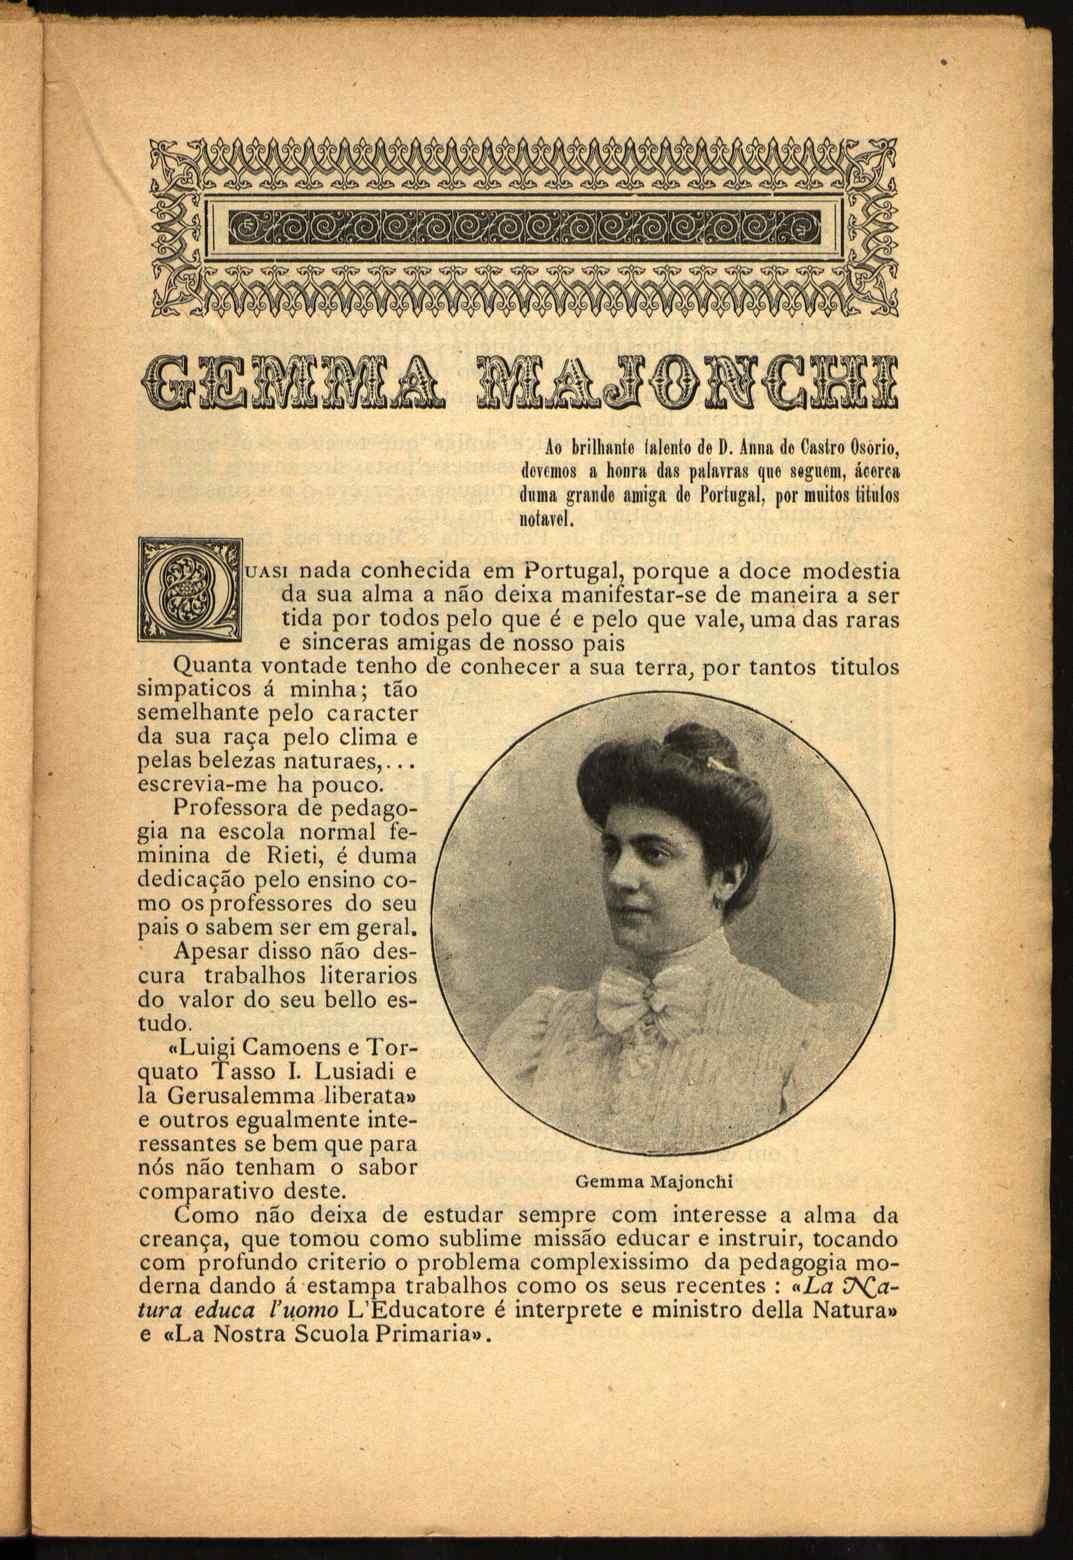 GEMMA MAJONCHI
Ao brilhante talento de D. Anna de Castro Osório,
devemos a honra das palavras que seguem, ácerca
duma grande amiga de Portugal, por muitos titulos
notavel.
QUASI nada conhecida em Portugal, porque a doce modestia
da sua alma a não deixa manifestar-se de maneira a ser
tida por todos pelo que é e pelo que vale, uma das raras
e sinceras amigas de nosso pais
Quanta vontade tenho de conhecer a sua terra, por tantos titulos
simpaticos á minha; tão
semelhante pelo caracter
da sua raça pelo clima e
pelas belezas naturaes,...
escrevia-me ha pouco.
Professora de pedago-
gia na escola normal fe-
minina de Rieti, é duma
dedicação pelo ensino co-
mo os professores do seu
pais o sabem ser em geral.
Apesar disso não des-
cura trabalhos literarios
do valor do seu bello es-
tudo.
«Luigi Camoens e Tor-
quato Tasso I. Lusiadi e
la Gerusalemma liberata»
e outros egualmente inte-
ressantes se bem que para
nós não tenham o sabor
comparativo deste.
Gemma Majonchi
Como não deixa de estudar sempre com interesse a alma da
creança, que tomou como sublime missão educar e instruir, tocando
com profundo criterio o problema complexissimo da pedagogia mo-
derna dando á estampa trabalhos como os seus recentes : «La Na-
tura educa l'uomo L'Educatore é interprete e ministro della Natura»
e «La Nostra Scuola Primaria».